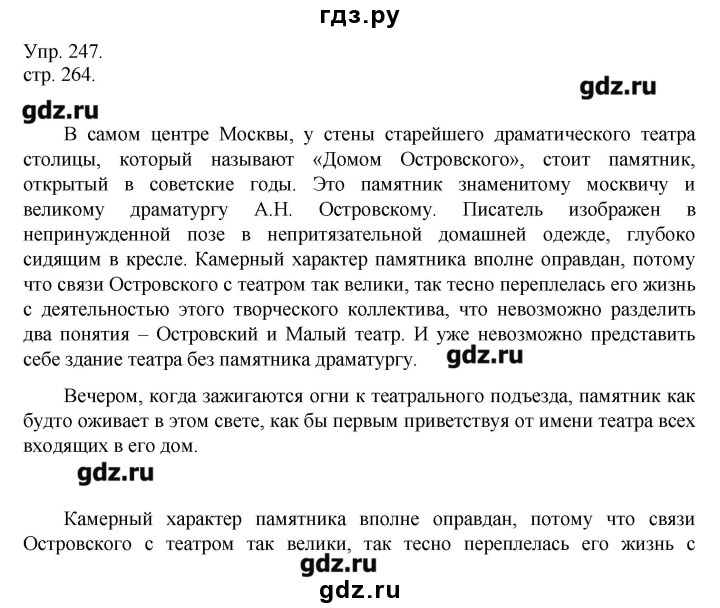 гдз.ру
Упр. 247.
стр. 264.
gdz.ru
gdz.ru
В самом центре Москвы, у стены старейшего драматического театра
столицы, который называют «Домом Островского», стоит памятник,
открытый в советские годы. Это памятник знаменитому москвичу и
великому драматургу А.Н. Островскому. Писатель изображен в
непринужденной позе в непритязательной домашней одежде, глубоко
сидящим в кресле. Камерный характер памятника вполне оправдан, потому
что связи Островского с театром так велики, так тесно переплелась его жизнь
с деятельностью этого творческого коллектива, что невозможно разделить
два понятия – Островский и Малый театр. И уже невозможно представить
себе здание театра без памятника драматургу.
gdz.ru
Вечером, когда зажигаются огни к театрального подъезда, памятник как
будто оживает в этом свете, как бы первым приветствуя от имени театра всех
входящих в его дом.
gdz.ru
Камерный характер памятника вполне оправдан, потому что связи
Островского с театром так велики, так тесно переплелась его жизнь с
gdz.ru
gdz.ru